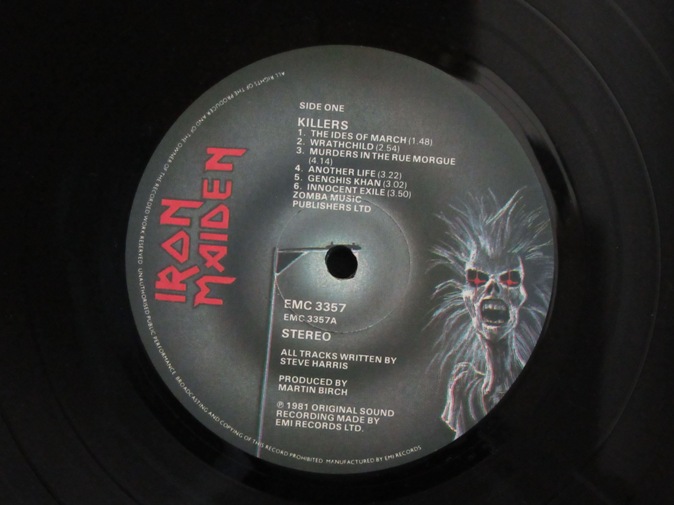 SIDE ONE
KILLERS
1. THE IDES OF MARCH (1.48)
2. WRATHCHILD (2.54)
3. MURDERS IN THE RUE MORGUE
(4.14)
4. ANOTHER LIFE (3.22)
5. GENGHIS KHAN (3.02)
6. INNOCENT EXILE (3.50)
ZOMBA MUSIC
PUBLISHERS LTD
IRON
MAIDEN
EMC 3357
EMC 3357A
STEREO
ALL TRACKS WRITTEN BY
STEVE HARRIS
PRODUCED BY
MARTIN BIRCH
℗ 1981 ORIGINAL SOUND
RECORDING MADE BY
EMI RECORDS LTD.
ALL RIGHTS OF THE PRODUCER AND OF THE OWNER OF THE RECORDED WORK RESERVED. UNAUTHORISED PUBLIC PERFORMANCE, BROADCASTING AND COPYING OF THIS RECORD PROHIBITED. MANUFACTURED BY EMI RECORDS